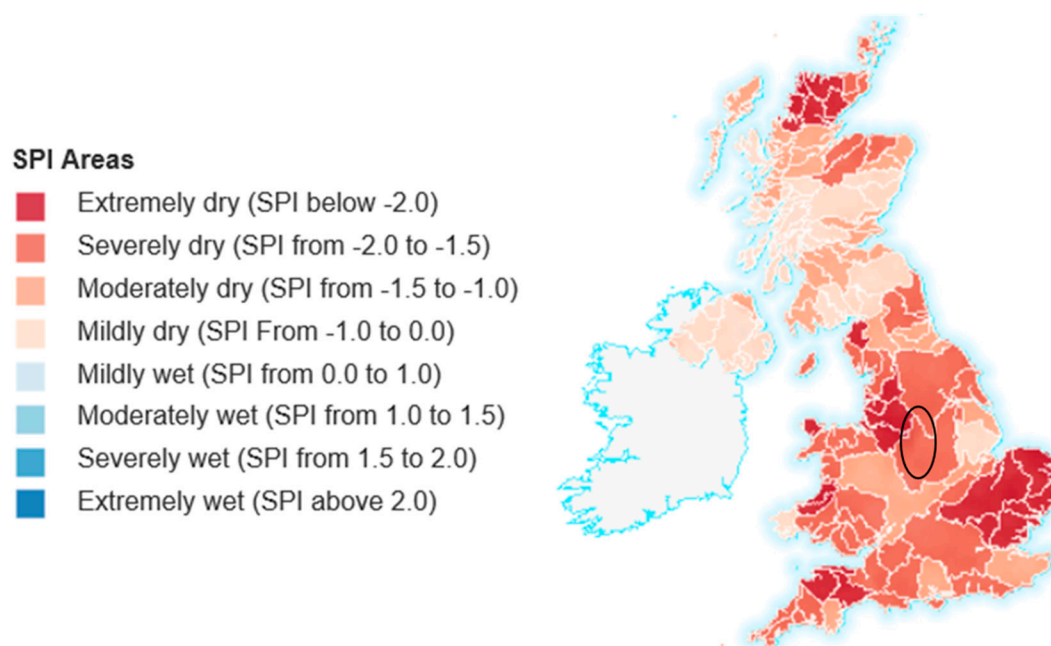 SPI Areas
Extremely dry (SPI below -2.0)
Severely dry (SPI from -2.0 to -1.5)
Moderately dry (SPI from -1.5 to -1.0)
Mildly dry (SPI From -1.0 to 0.0)
Mildly wet (SPI from 0.0 to 1.0)
Moderately wet (SPI from 1.0 to 1.5)
Severely wet (SPI from 1.5 to 2.0)
Extremely wet (SPI above 2.0)